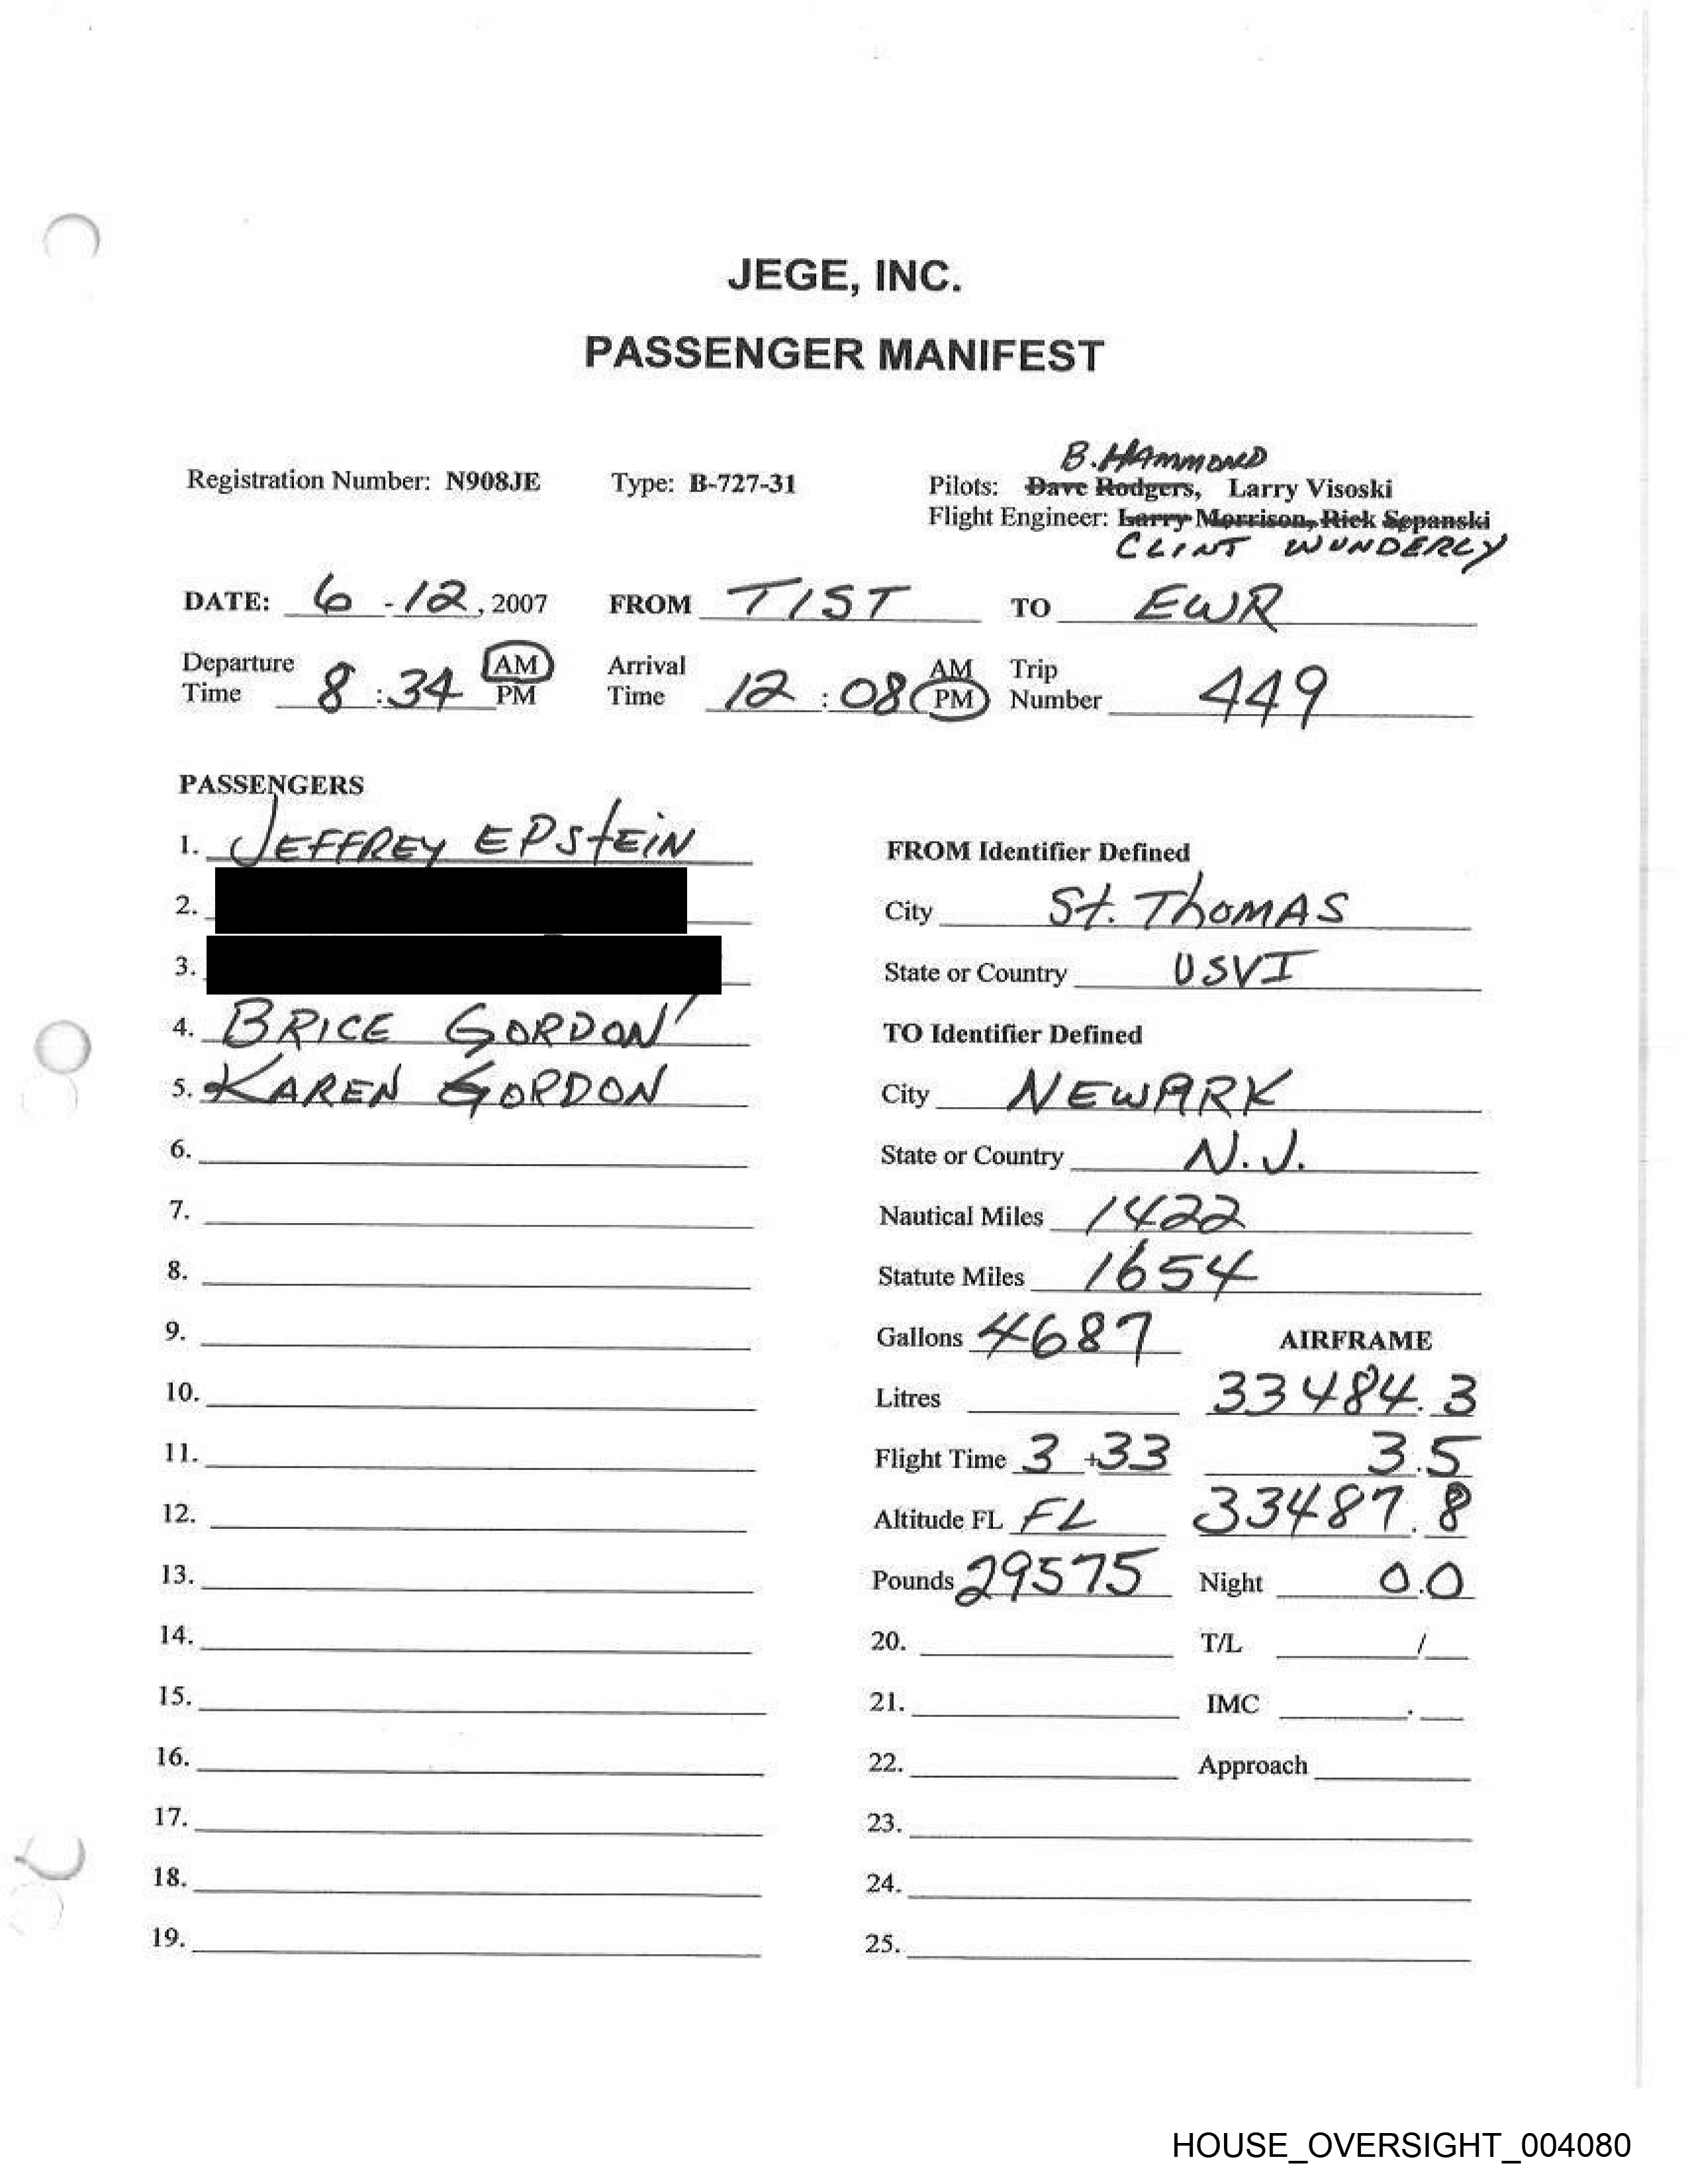 JEGE, INC.
PASSENGER MANIFEST
B. HAMMOND
Registration Number: N908JE Type: B-727-31 Pilots: Dave Rodgers, Larry Visoski
Flight Engineer: Larry Morrison, Rick Sepanski
CLINT WUNDERLY
DATE: 6 - 12, 2007 FROM TIST TO EWR
Departure Time 8:34 AM PM Arrival Time 12:08 AM PM Trip Number 449
PASSENGERS
1. JEFFREY EPSTEIN
2.
3.
4. BRICE GORDON
5. KAREN GORDON
6.
7.
8.
9.
10.
11.
12.
13.
14.
15.
16.
17.
18.
19.
FROM Identifier Defined
City St. THOMAS
State or Country USVI
TO Identifier Defined
City NEWARK
State or Country N.J.
Nautical Miles 1422
Statute Miles 1654
Gallons 4687 AIRFRAME
Litres 33484.3
Flight Time 3 +33 3.5
Altitude FL FL 33487.8
Pounds 29575 Night 0.0
20. T/L /
21. IMC .
22. Approach
23.
24.
25.
HOUSE_OVERSIGHT_004080